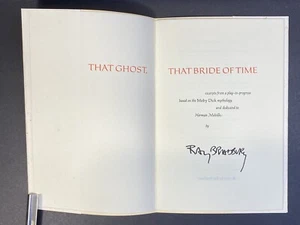 THAT GHOST, THAT BRIDE OF TIME
excerpts from a play-in-progress
based on the Moby Dick mythology
and dedicated to
Herman Melville
by
Ray Bradbury